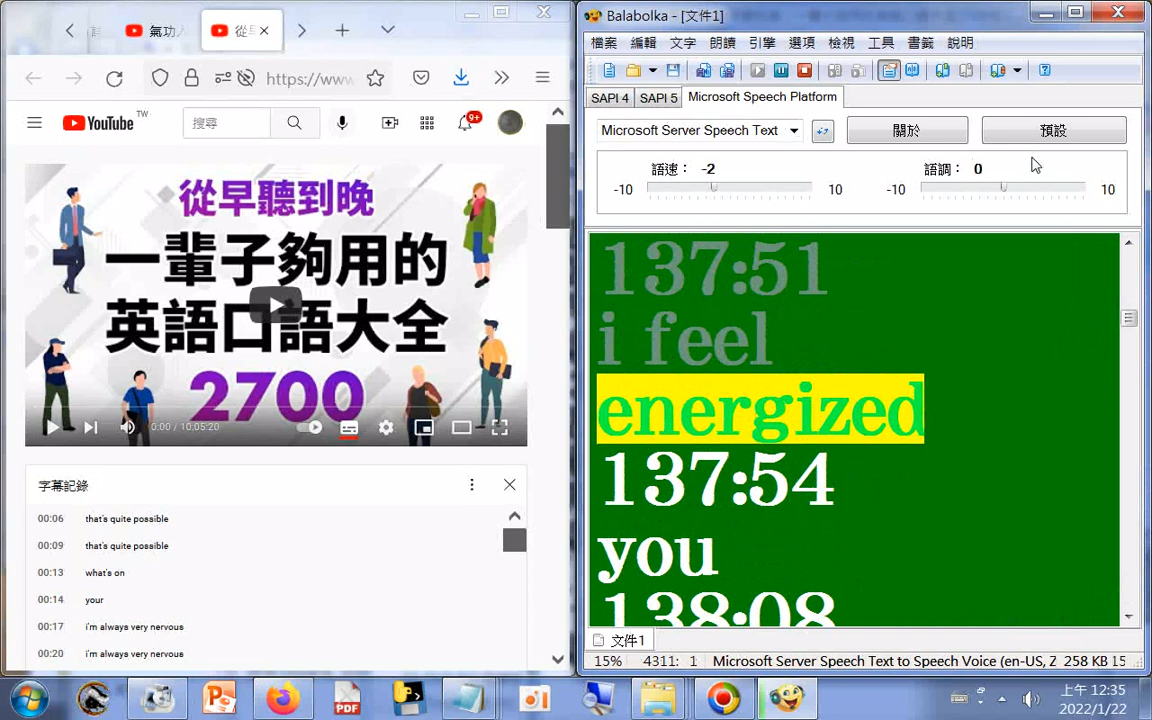 氣功
從
https://www
YouTube TW
搜尋
9+
從早聽到晚
一輩子夠用的
英語口語大全
2700
0:00 / 10:05:20
字幕記錄
00:06 that's quite possible
00:09 that's quite possible
00:13 what's on
00:14 your
00:17 i'm always very nervous
00:20 i'm always very nervous
Balabolka - [文件1]
檔案 編輯 文字 朗讀 引擎 選項 檢視 工具 書籤 說明
SAPI 4 SAPI 5 Microsoft Speech Platform
Microsoft Server Speech Text 關於 預設
語速： -2 語調： 0
-10 10 -10 10
137:51
i feel
energized
137:54
you
138:08
文件1
15% 4311: 1 Microsoft Server Speech Text to Speech Voice (en-US, Z 258 KB 15
PDF
上午 12:35
2022/1/22